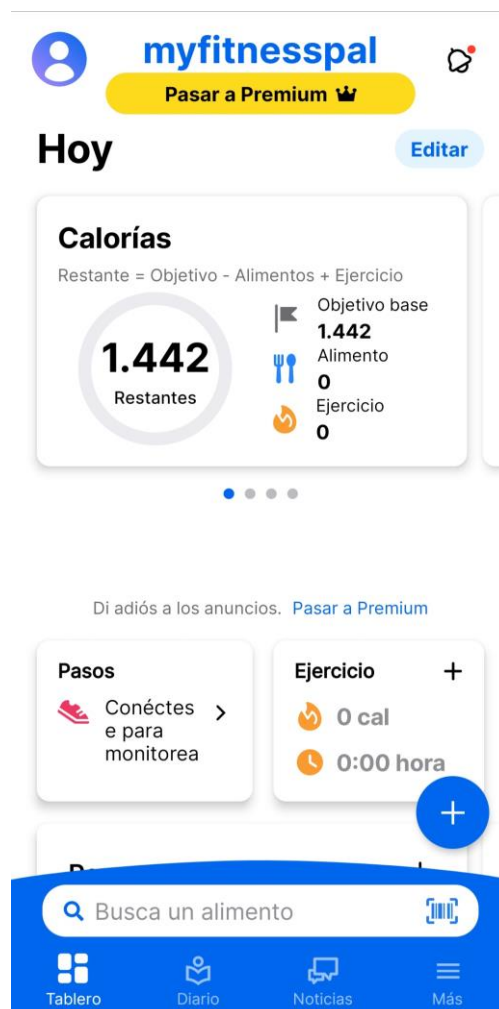 myfitnesspal
Pasar a Premium
Hoy
Editar
Calorías
Restante = Objetivo - Alimentos + Ejercicio
1.442
Restantes
Objetivo base
1.442
Alimento
0
Ejercicio
0
Di adiós a los anuncios. Pasar a Premium
Pasos
Conéctes
e para
monitorea
Ejercicio
0 cal
0:00 hora
Busca un alimento
Tablero
Diario
Noticias
Más